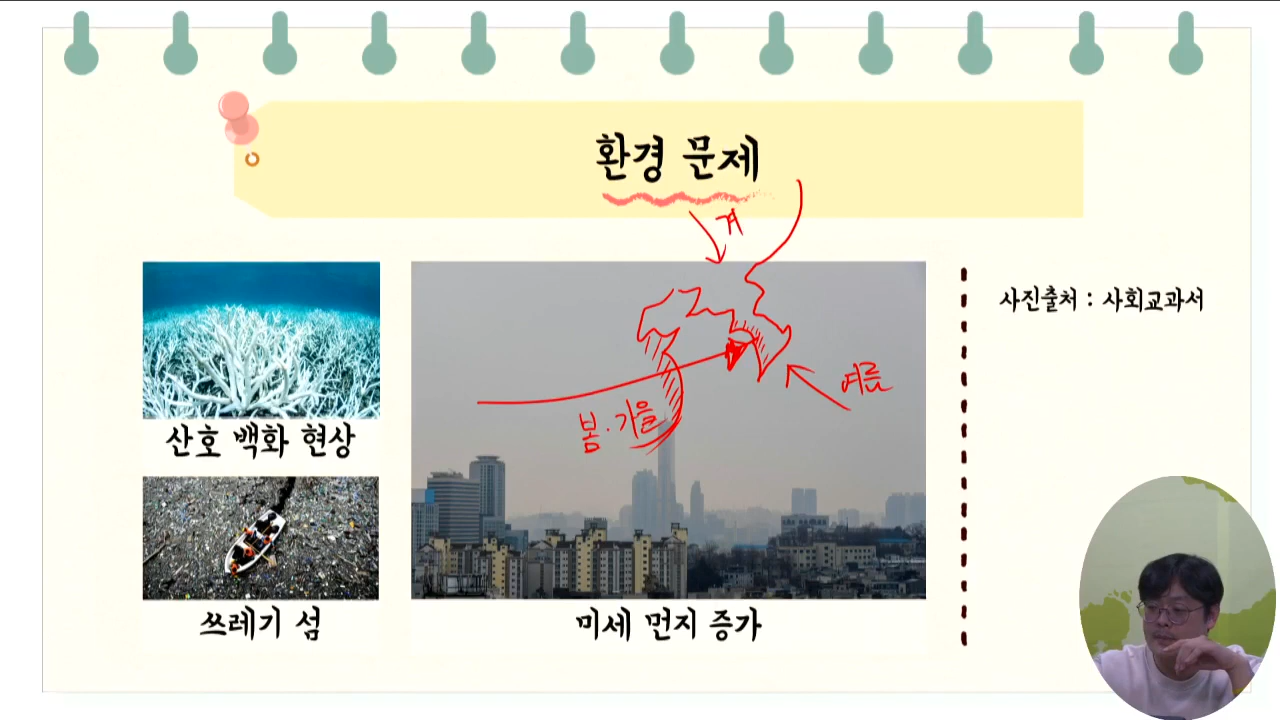 환경 문제
겨
봄·가을
여름
사진출처 : 사회교과서
산호 백화 현상
쓰레기 섬
미세 먼지 증가